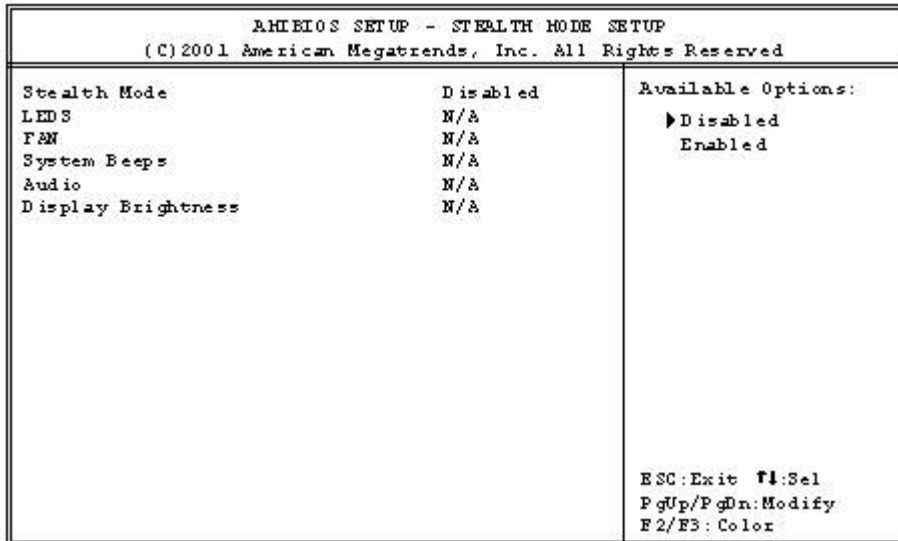 AMIBIOS SETUP - STEALTH MODE SETUP
(C)2001 American Megatrends, Inc. All Rights Reserved
Stealth Mode Disabled
LEDS N/A
FAN N/A
System Beeps N/A
Audio N/A
Display Brightness N/A
Available Options:
Disabled
Enabled
ESC:Exit ↑↓:Sel
PgUp/PgDn:Modify
F2/F3:Color